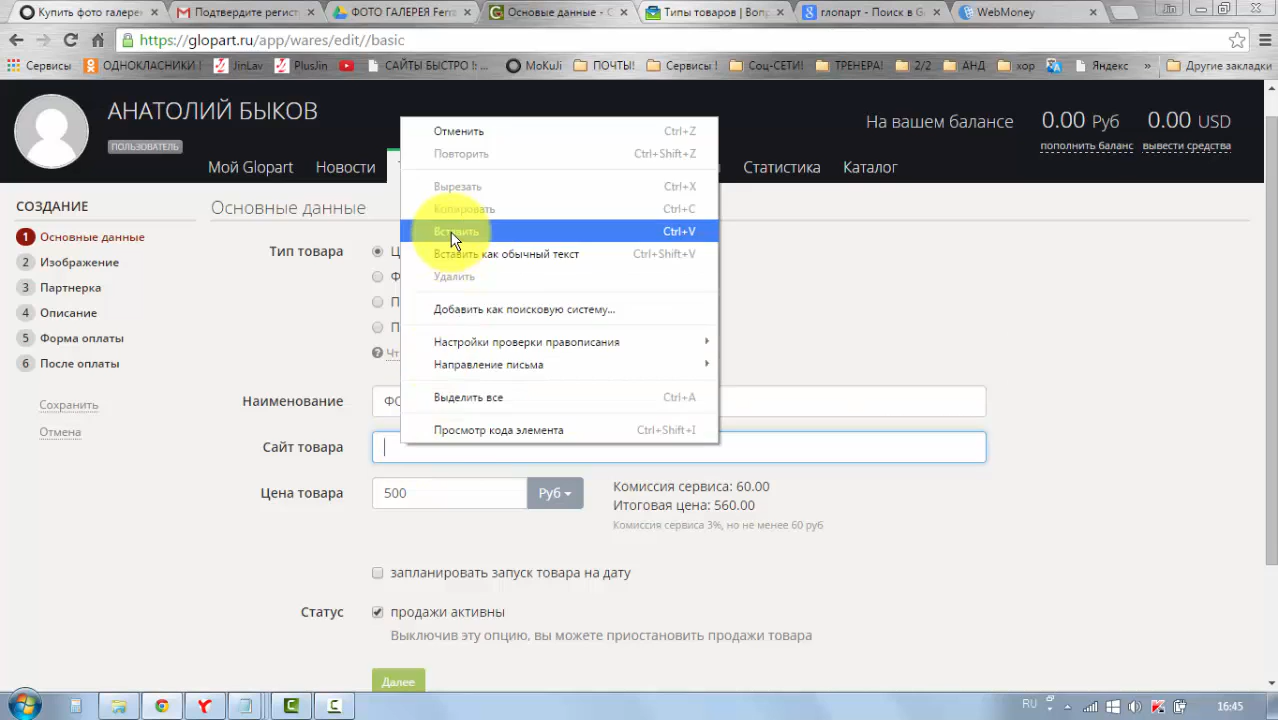 Купить фото галерею
Подтвердите регист
ФОТО ГАЛЕРЕЯ Ferra
Основые данные - G
Типы товаров | Вопр
глопарт - Поиск в G
WebMoney
https://glopart.ru/app/wares/edit//basic
Сервисы
ОДНОКЛАСНИКИ
JinLav
PlusJin
САЙТЫ БЫСТРО !: ...
MoKuJi
ПОЧТЫ!
Сервисы !
Соц-СЕТИ!
ТРЕНЕРА!
2/2
АНД
хор
Яндекс
»
Другие закладки
АНАТОЛИЙ БЫКОВ
ПОЛЬЗОВАТЕЛЬ
На вашем балансе
0.00 Руб
0.00 USD
пополнить баланс
вывести средства
Мой Glopart
Новости
Статистика
Каталог
СОЗДАНИЕ
1 Основные данные
2 Изображение
3 Партнерка
4 Описание
5 Форма оплаты
6 После оплаты
Сохранить
Отмена
Основые данные
Тип товара
Ц
Ф
П
П
Чт
Отменить Ctrl+Z
Повторить Ctrl+Shift+Z
Вырезать Ctrl+X
Копировать Ctrl+C
Вставить Ctrl+V
Вставить как обычный текст Ctrl+Shift+V
Удалить
Добавить как поисковую систему...
Настройки проверки правописания
Направление письма
Выделить все Ctrl+A
Просмотр кода элемента Ctrl+Shift+I
Наименование
ФО
Сайт товара
Цена товара
500
Руб
Комиссия сервиса: 60.00
Итоговая цена: 560.00
Комиссия сервиса 3%, но не менее 60 руб
запланировать запуск товара на дату
Статус
продажи активны
Выключив эту опцию, вы можете приостановить продажи товара
Далее
RU
16:45